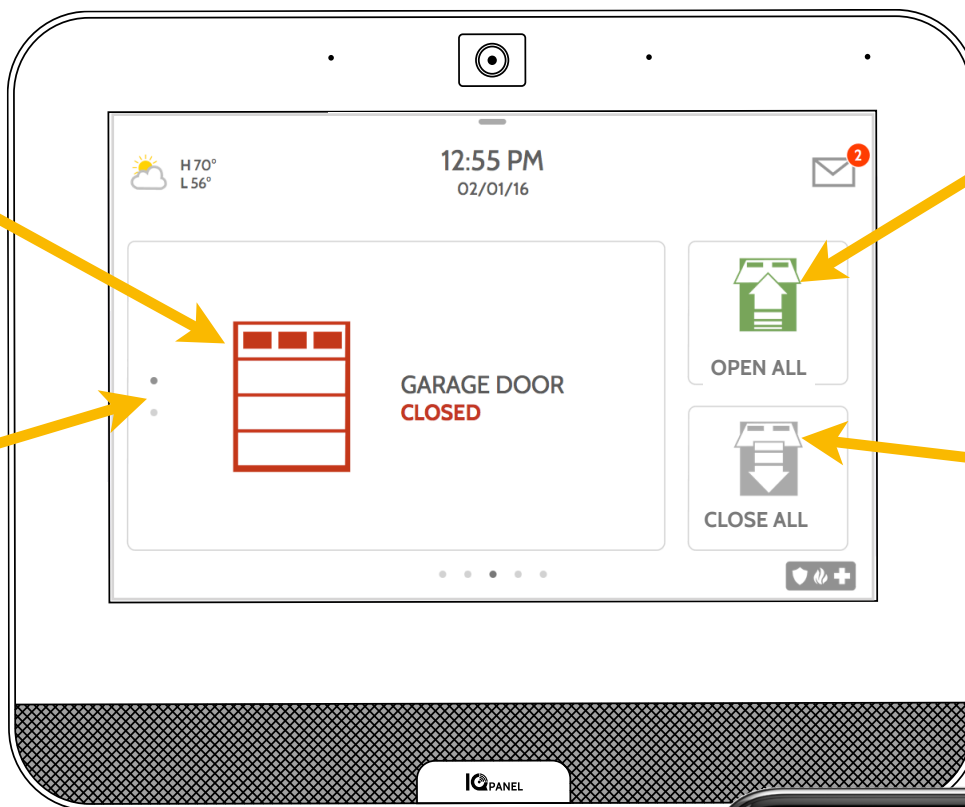 H 70°
L 56°
12:55 PM
02/01/16
2
GARAGE DOOR
CLOSED
OPEN ALL
CLOSE ALL
IQ PANEL